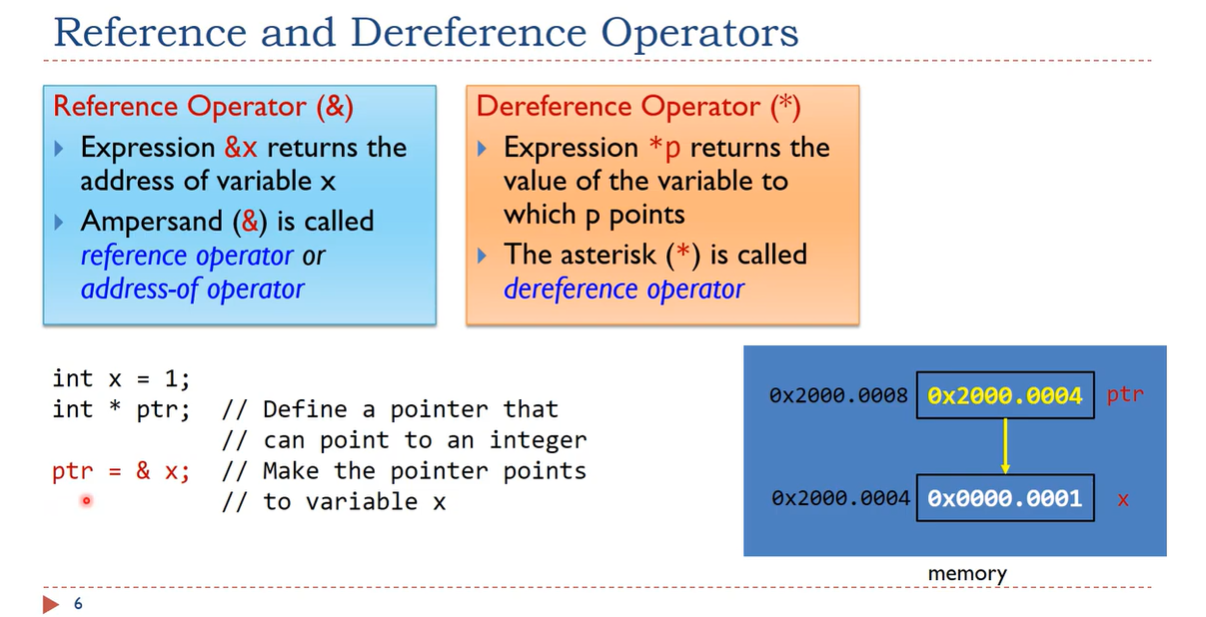 Reference and Dereference Operators
Reference Operator (&)
Expression &x returns the
address of variable x
Ampersand (&) is called
reference operator or
address-of operator
Dereference Operator (*)
Expression *p returns the
value of the variable to
which p points
The asterisk (*) is called
dereference operator
int x = 1;
int * ptr;  // Define a pointer that
// can point to an integer
ptr = & x;  // Make the pointer points
// to variable x
0x2000.0008 0x2000.0004 ptr
0x2000.0004 0x0000.0001 x
memory
6